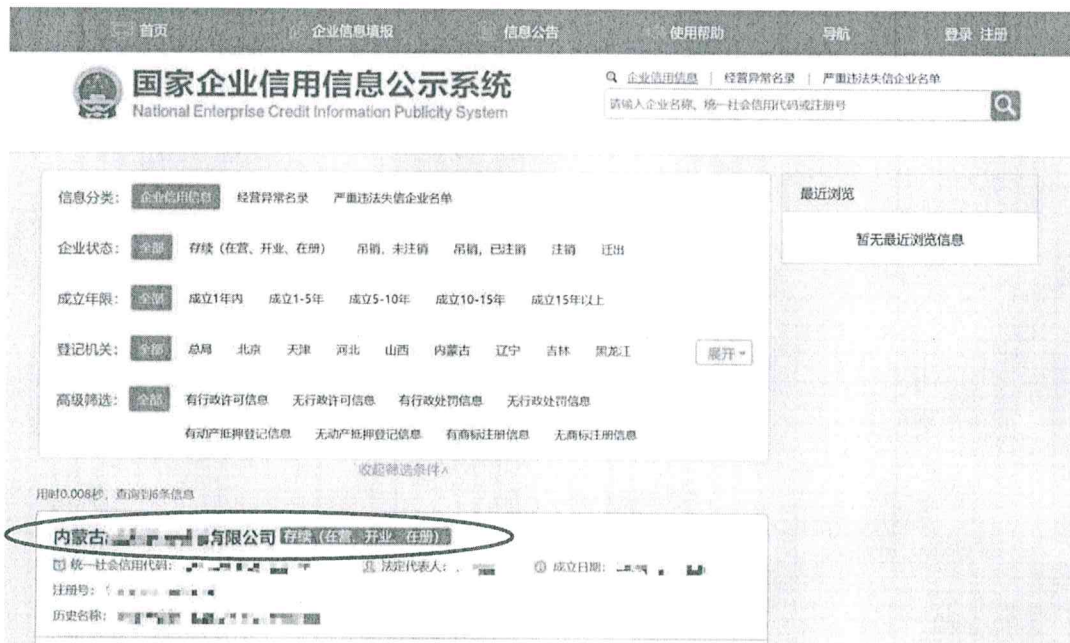 首页 企业信息填报 信息公告 使用帮助 导航 登录 注册
国家企业信用信息公示系统
National Enterprise Credit Information Publicity System
企业信用信息 | 经营异常名录 | 严重违法失信企业名单
请输入企业名称、统一社会信用代码或注册号
信息分类： 企业信用信息 经营异常名录 严重违法失信企业名单
最近浏览
暂无最近浏览信息
企业状态： 全部 存续（在营、开业、在册） 吊销，未注销 吊销，已注销 注销 迁出
成立年限： 全部 成立1年内 成立1-5年 成立5-10年 成立10-15年 成立15年以上
登记机关： 全部 总局 北京 天津 河北 山西 内蒙古 辽宁 吉林 黑龙江 展开
高级筛选： 全部 有行政许可信息 无行政许可信息 有行政处罚信息 无行政处罚信息
有动产抵押登记信息 无动产抵押登记信息 有商标注册信息 无商标注册信息
收起筛选条件
用时0.006秒，查询到6条信息
内蒙古 有限公司 存续（在营、开业、在册）
统一社会信用代码： 法定代表人： 成立日期：
注册号：
历史名称：